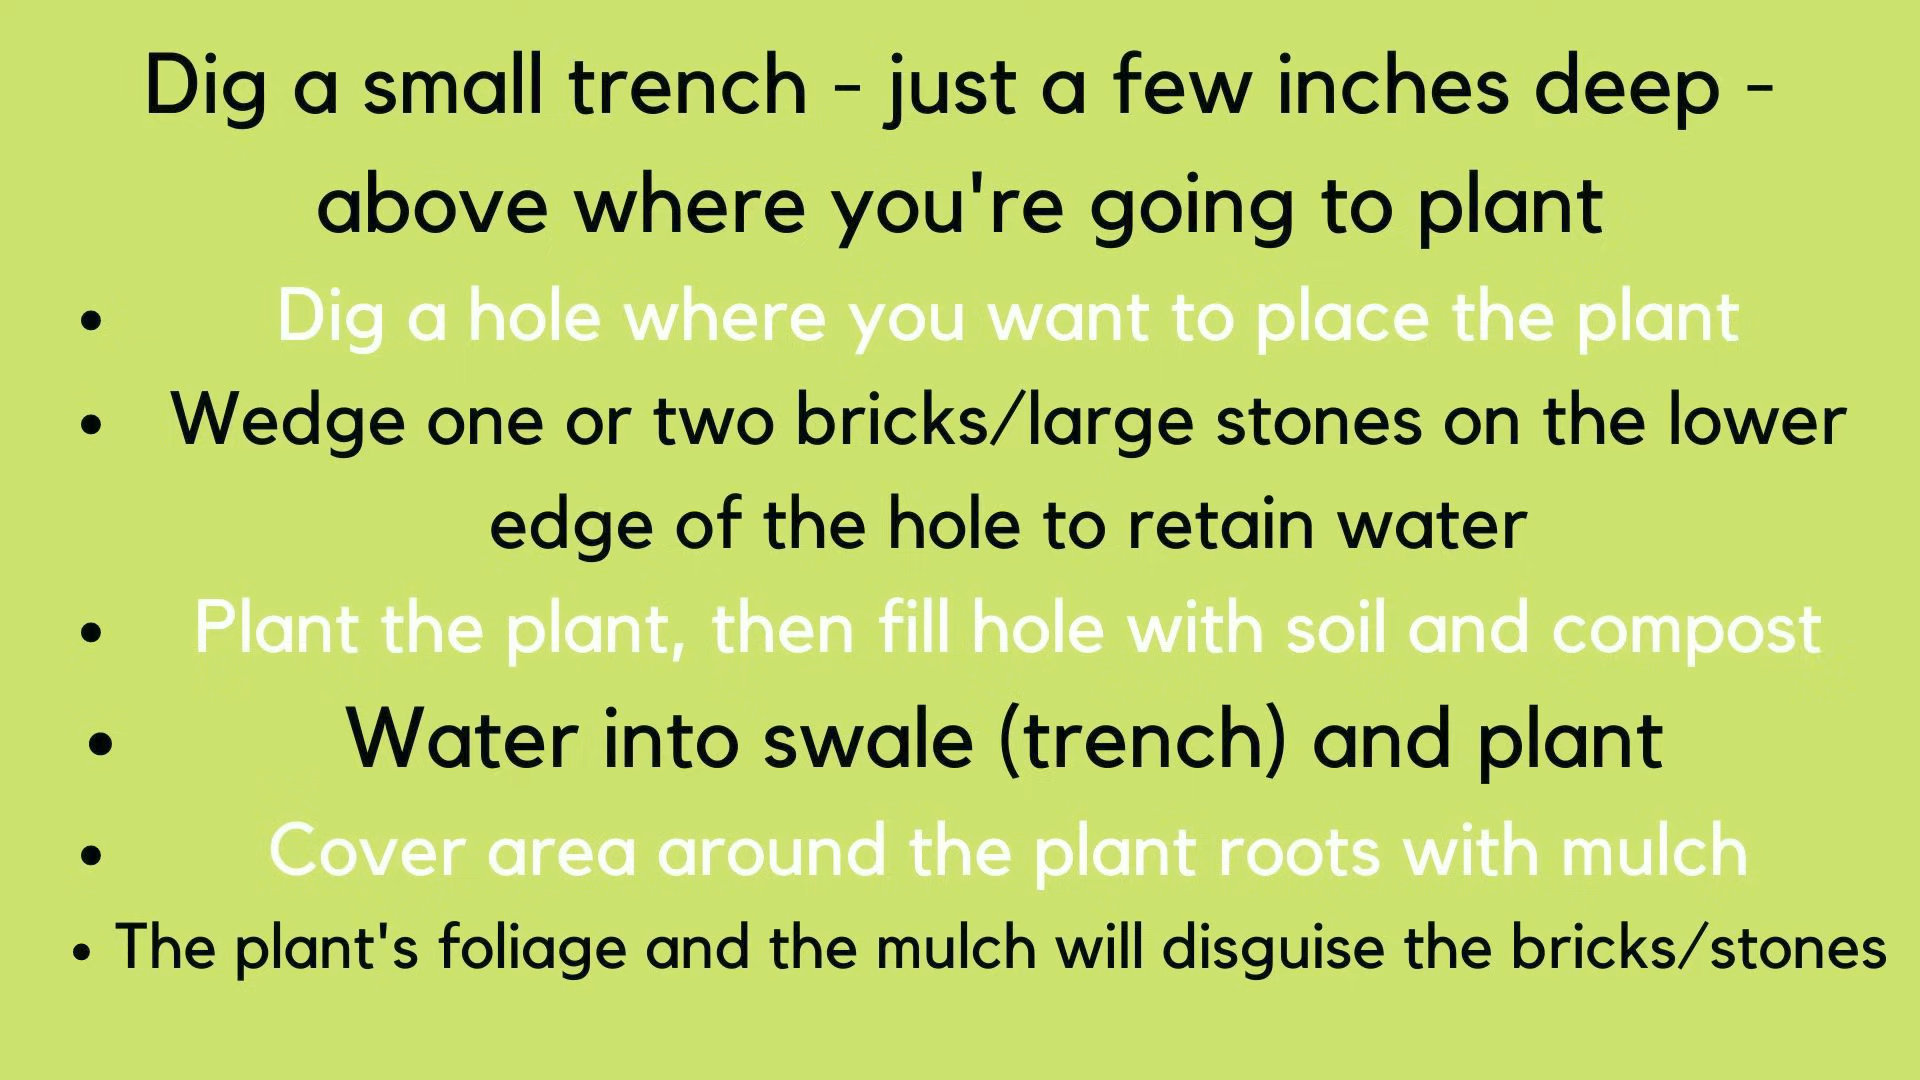 Dig a small trench - just a few inches deep -
above where you're going to plant
• Dig a hole where you want to place the plant
• Wedge one or two bricks/large stones on the lower
edge of the hole to retain water
• Plant the plant, then fill hole with soil and compost
• Water into swale (trench) and plant
• Cover area around the plant roots with mulch
• The plant's foliage and the mulch will disguise the bricks/stones